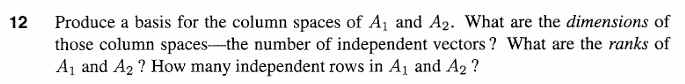 12 Produce a basis for the column spaces of A₁ and A₂. What are the dimensions of
those column spaces—the number of independent vectors? What are the ranks of
A₁ and A₂ ? How many independent rows in A₁ and A₂ ?